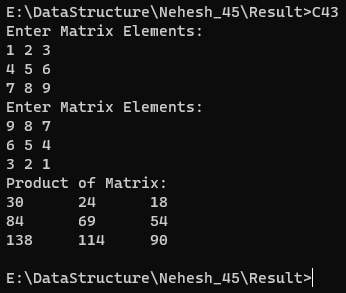 E:\DataStructure\Nehesh_45\Result>C43
Enter Matrix Elements:
1 2 3
4 5 6
7 8 9
Enter Matrix Elements:
9 8 7
6 5 4
3 2 1
Product of Matrix:
30 24 18
84 69 54
138 114 90
E:\DataStructure\Nehesh_45\Result>